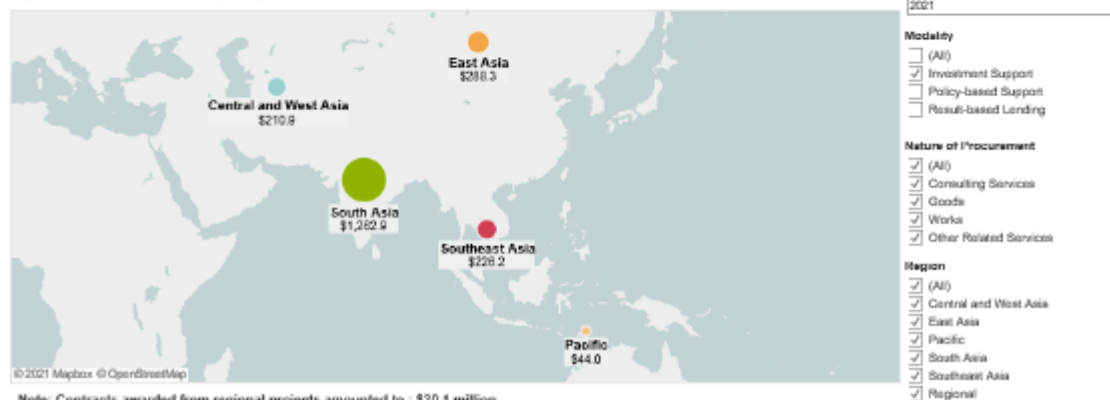 2021
East Asia
$288.3
Central and West Asia
$210.9
South Asia
$1,262.9
Southeast Asia
$226.2
Pacific
$44.0
© 2021 Mapbox © OpenStreetMap
Note: Contracts awarded from regional projects amounted to : $30.1 million
Modality
(All)
Investment Support
Policy-based Support
Result-based Lending
Nature of Procurement
(All)
Consulting Services
Goods
Works
Other Related Services
Region
(All)
Central and West Asia
East Asia
Pacific
South Asia
Southeast Asia
Regional